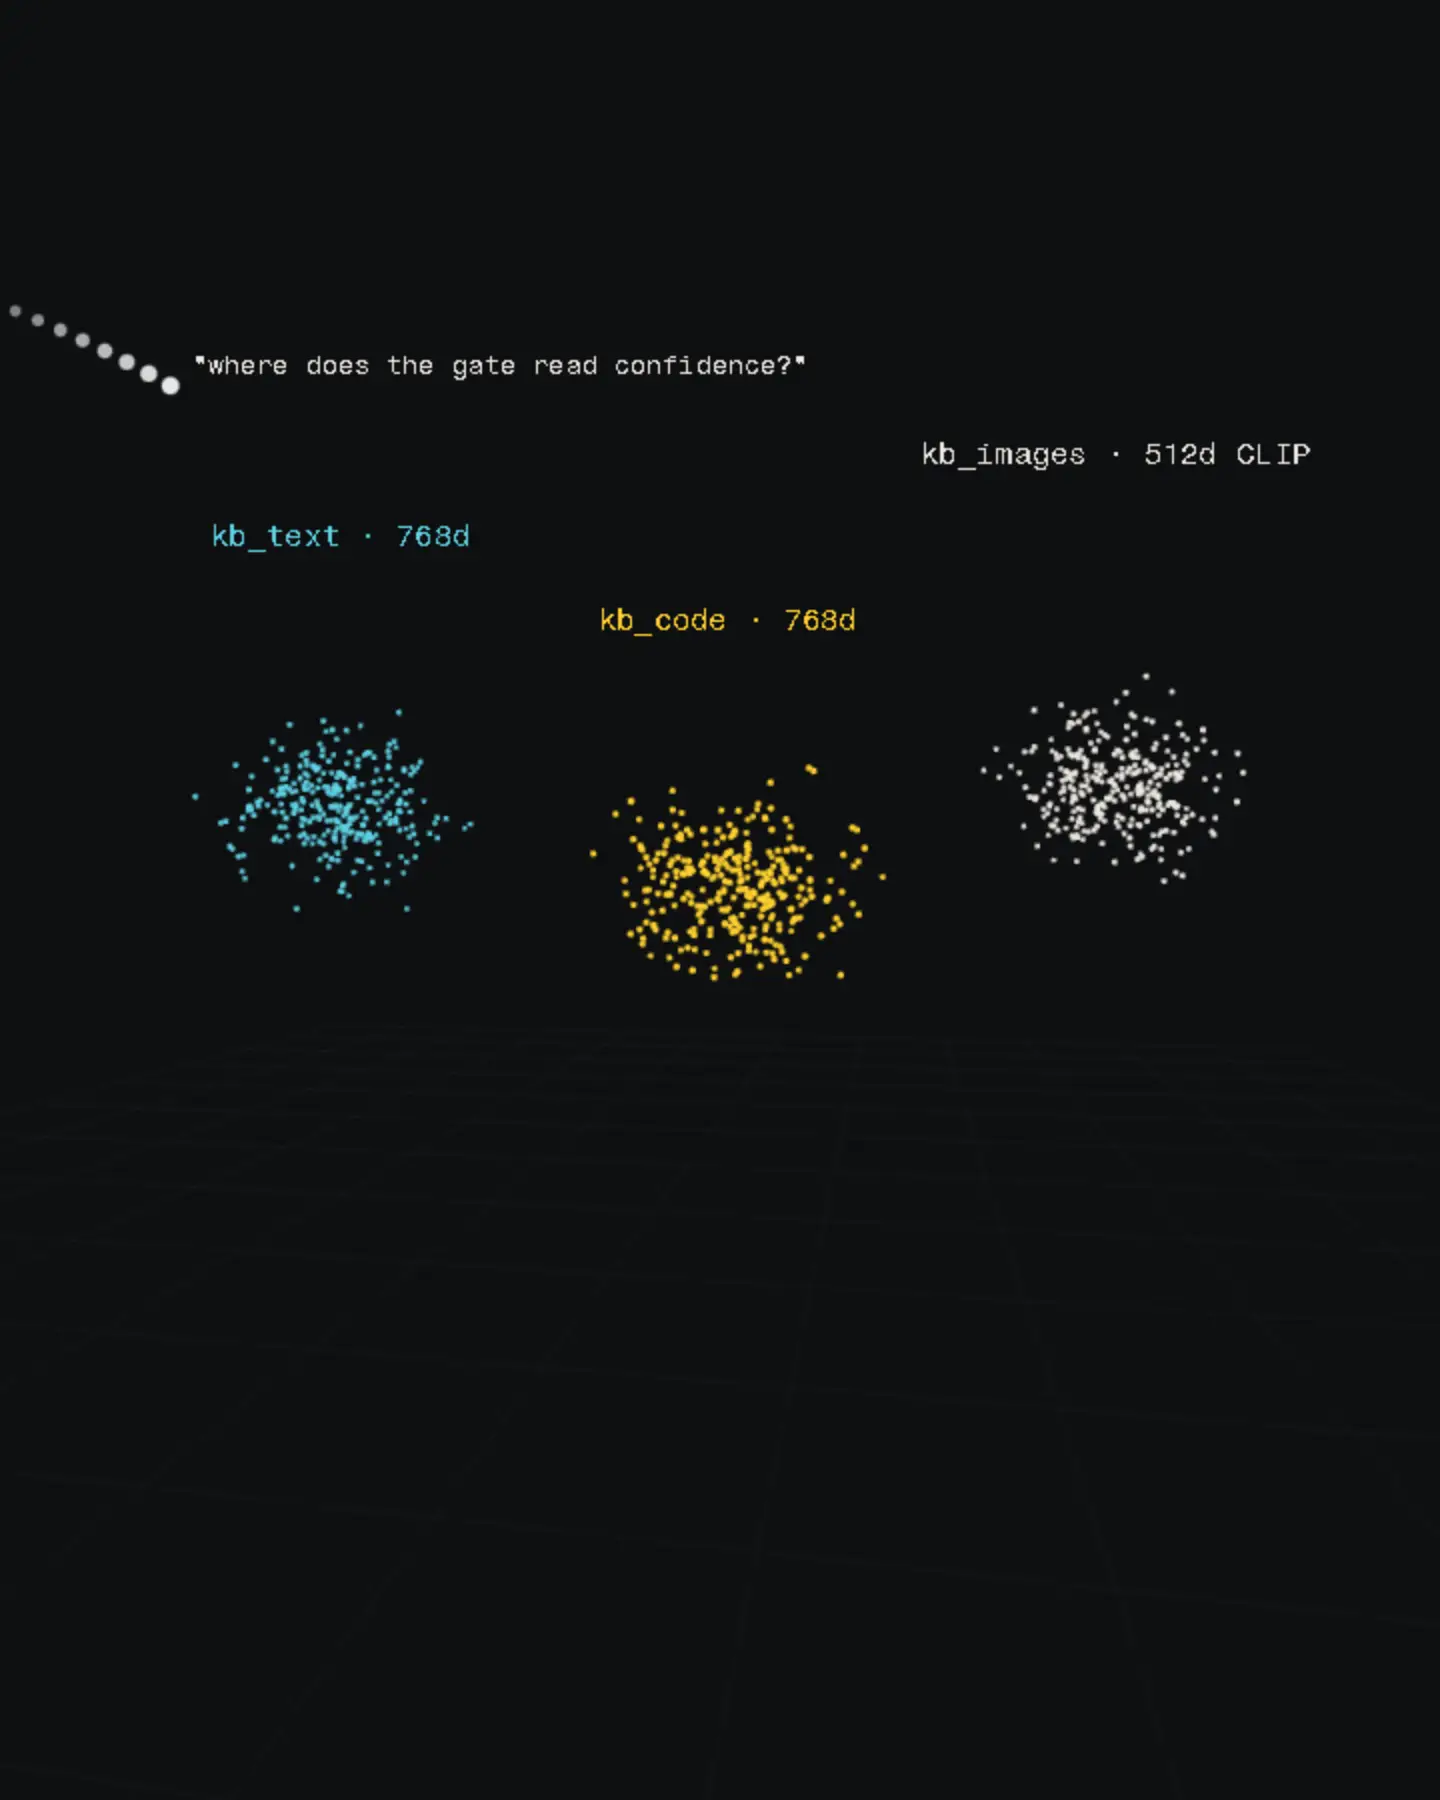 "where does the gate read confidence?"
kb_images · 512d CLIP
kb_text · 768d
kb_code · 768d